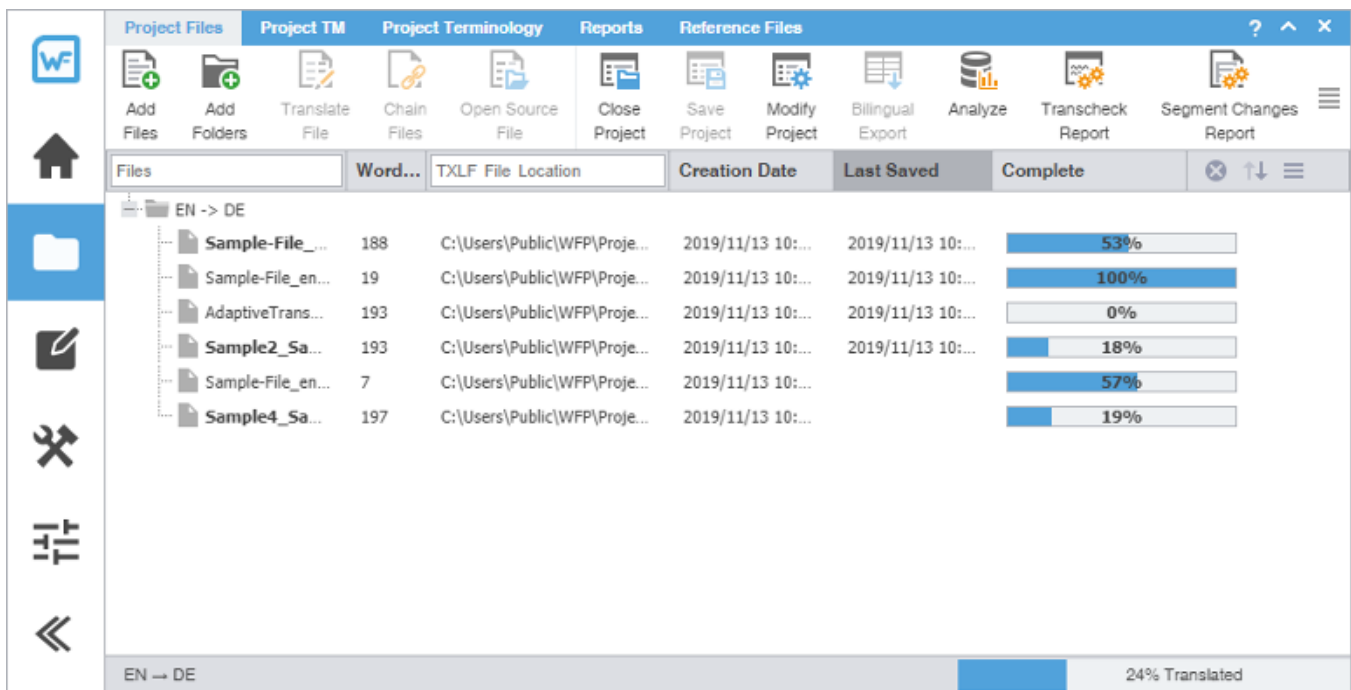 Project Files Project TM Project Terminology Reports Reference Files ?
WF
Add Files
Add Folders
Translate File
Chain Files
Open Source File
Close Project
Save Project
Modify Project
Bilingual Export
Analyze
Transcheck Report
Segment Changes Report
Files Word... TXLF File Location Creation Date Last Saved Complete
EN -> DE
Sample-File_... 188 C:\Users\Public\WFP\Proje... 2019/11/13 10:... 2019/11/13 10:... 53%
Sample-File_en... 19 C:\Users\Public\WFP\Proje... 2019/11/13 10:... 2019/11/13 10:... 100%
AdaptiveTrans... 193 C:\Users\Public\WFP\Proje... 2019/11/13 10:... 2019/11/13 10:... 0%
Sample2_Sa... 193 C:\Users\Public\WFP\Proje... 2019/11/13 10:... 2019/11/13 10:... 18%
Sample-File_en... 7 C:\Users\Public\WFP\Proje... 2019/11/13 10:... 57%
Sample4_Sa... 197 C:\Users\Public\WFP\Proje... 2019/11/13 10:... 19%
EN → DE 24% Translated